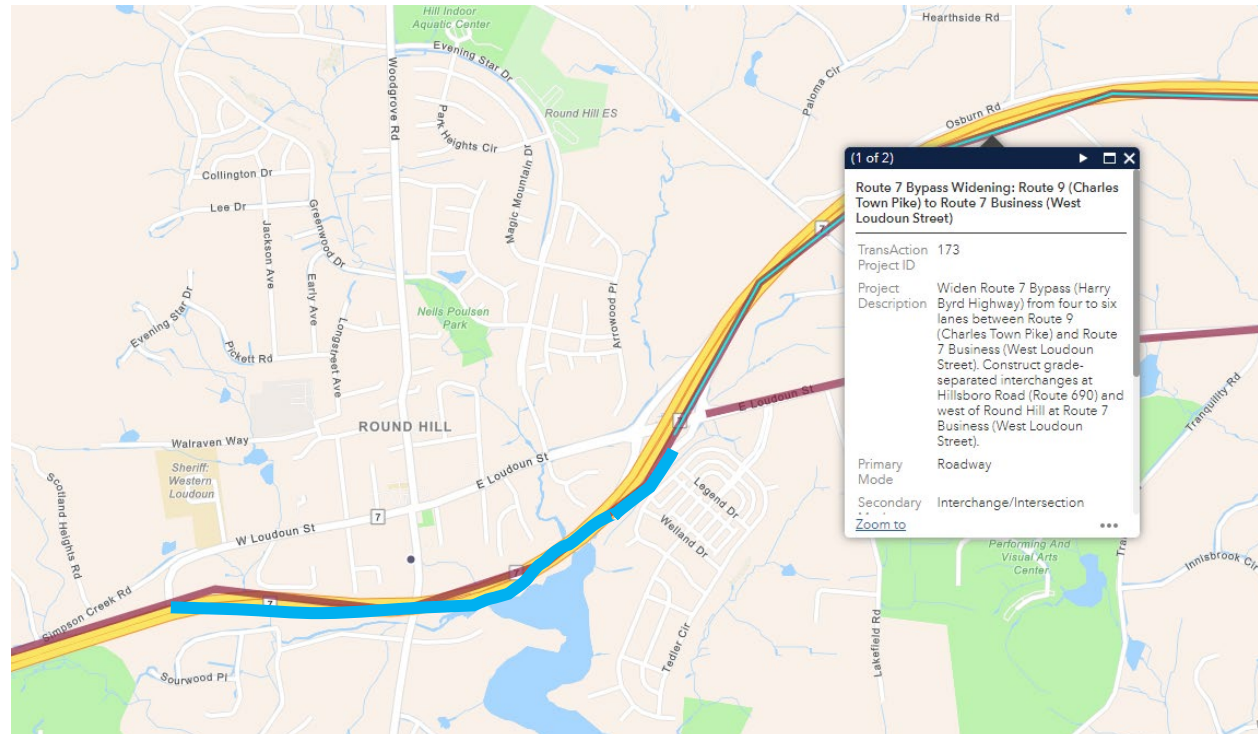 Hill Indoor
Aquatic Center
Hearthside Rd
Evening Star Dr
Woodgrove Rd
Paloma Cir
Park Heights Cir
Round Hill ES
Osburn Rd
Magic Mountain Dr
Collington Dr
Lee Dr
Jackson Ave
Greenwood Dr
Early Ave
Longstreet Ave
Evening Star Dr
Pickett Rd
Nells Poulsen
Park
Arrowood Pl
7
(1 of 2)
Route 7 Bypass Widening: Route 9 (Charles
Town Pike) to Route 7 Business (West
Loudoun Street)
TransAction
Project ID
173
Project
Description
Widen Route 7 Bypass (Harry
Byrd Highway) from four to six
lanes between Route 9
(Charles Town Pike) and Route
7 Business (West Loudoun
Street). Construct grade-
separated interchanges at
Hillsboro Road (Route 690) and
west of Round Hill at Route 7
Business (West Loudoun
Street).
Primary
Mode
Roadway
Secondary
Interchange/Intersection
Zoom to
Walraven Way
ROUND HILL
E Loudoun St
7
Tranquility Rd
Sheriff:
Western
Loudoun
E Loudoun St
Legend Dr
Scotland Heights Rd
7
W Loudoun St
Welland Dr
Performing And
Visual Arts
Center
Tra
Innisbrook Cir
7
Simpson Creek Rd
7
Sourwood Pl
Tedler Cir
Lakefield Rd